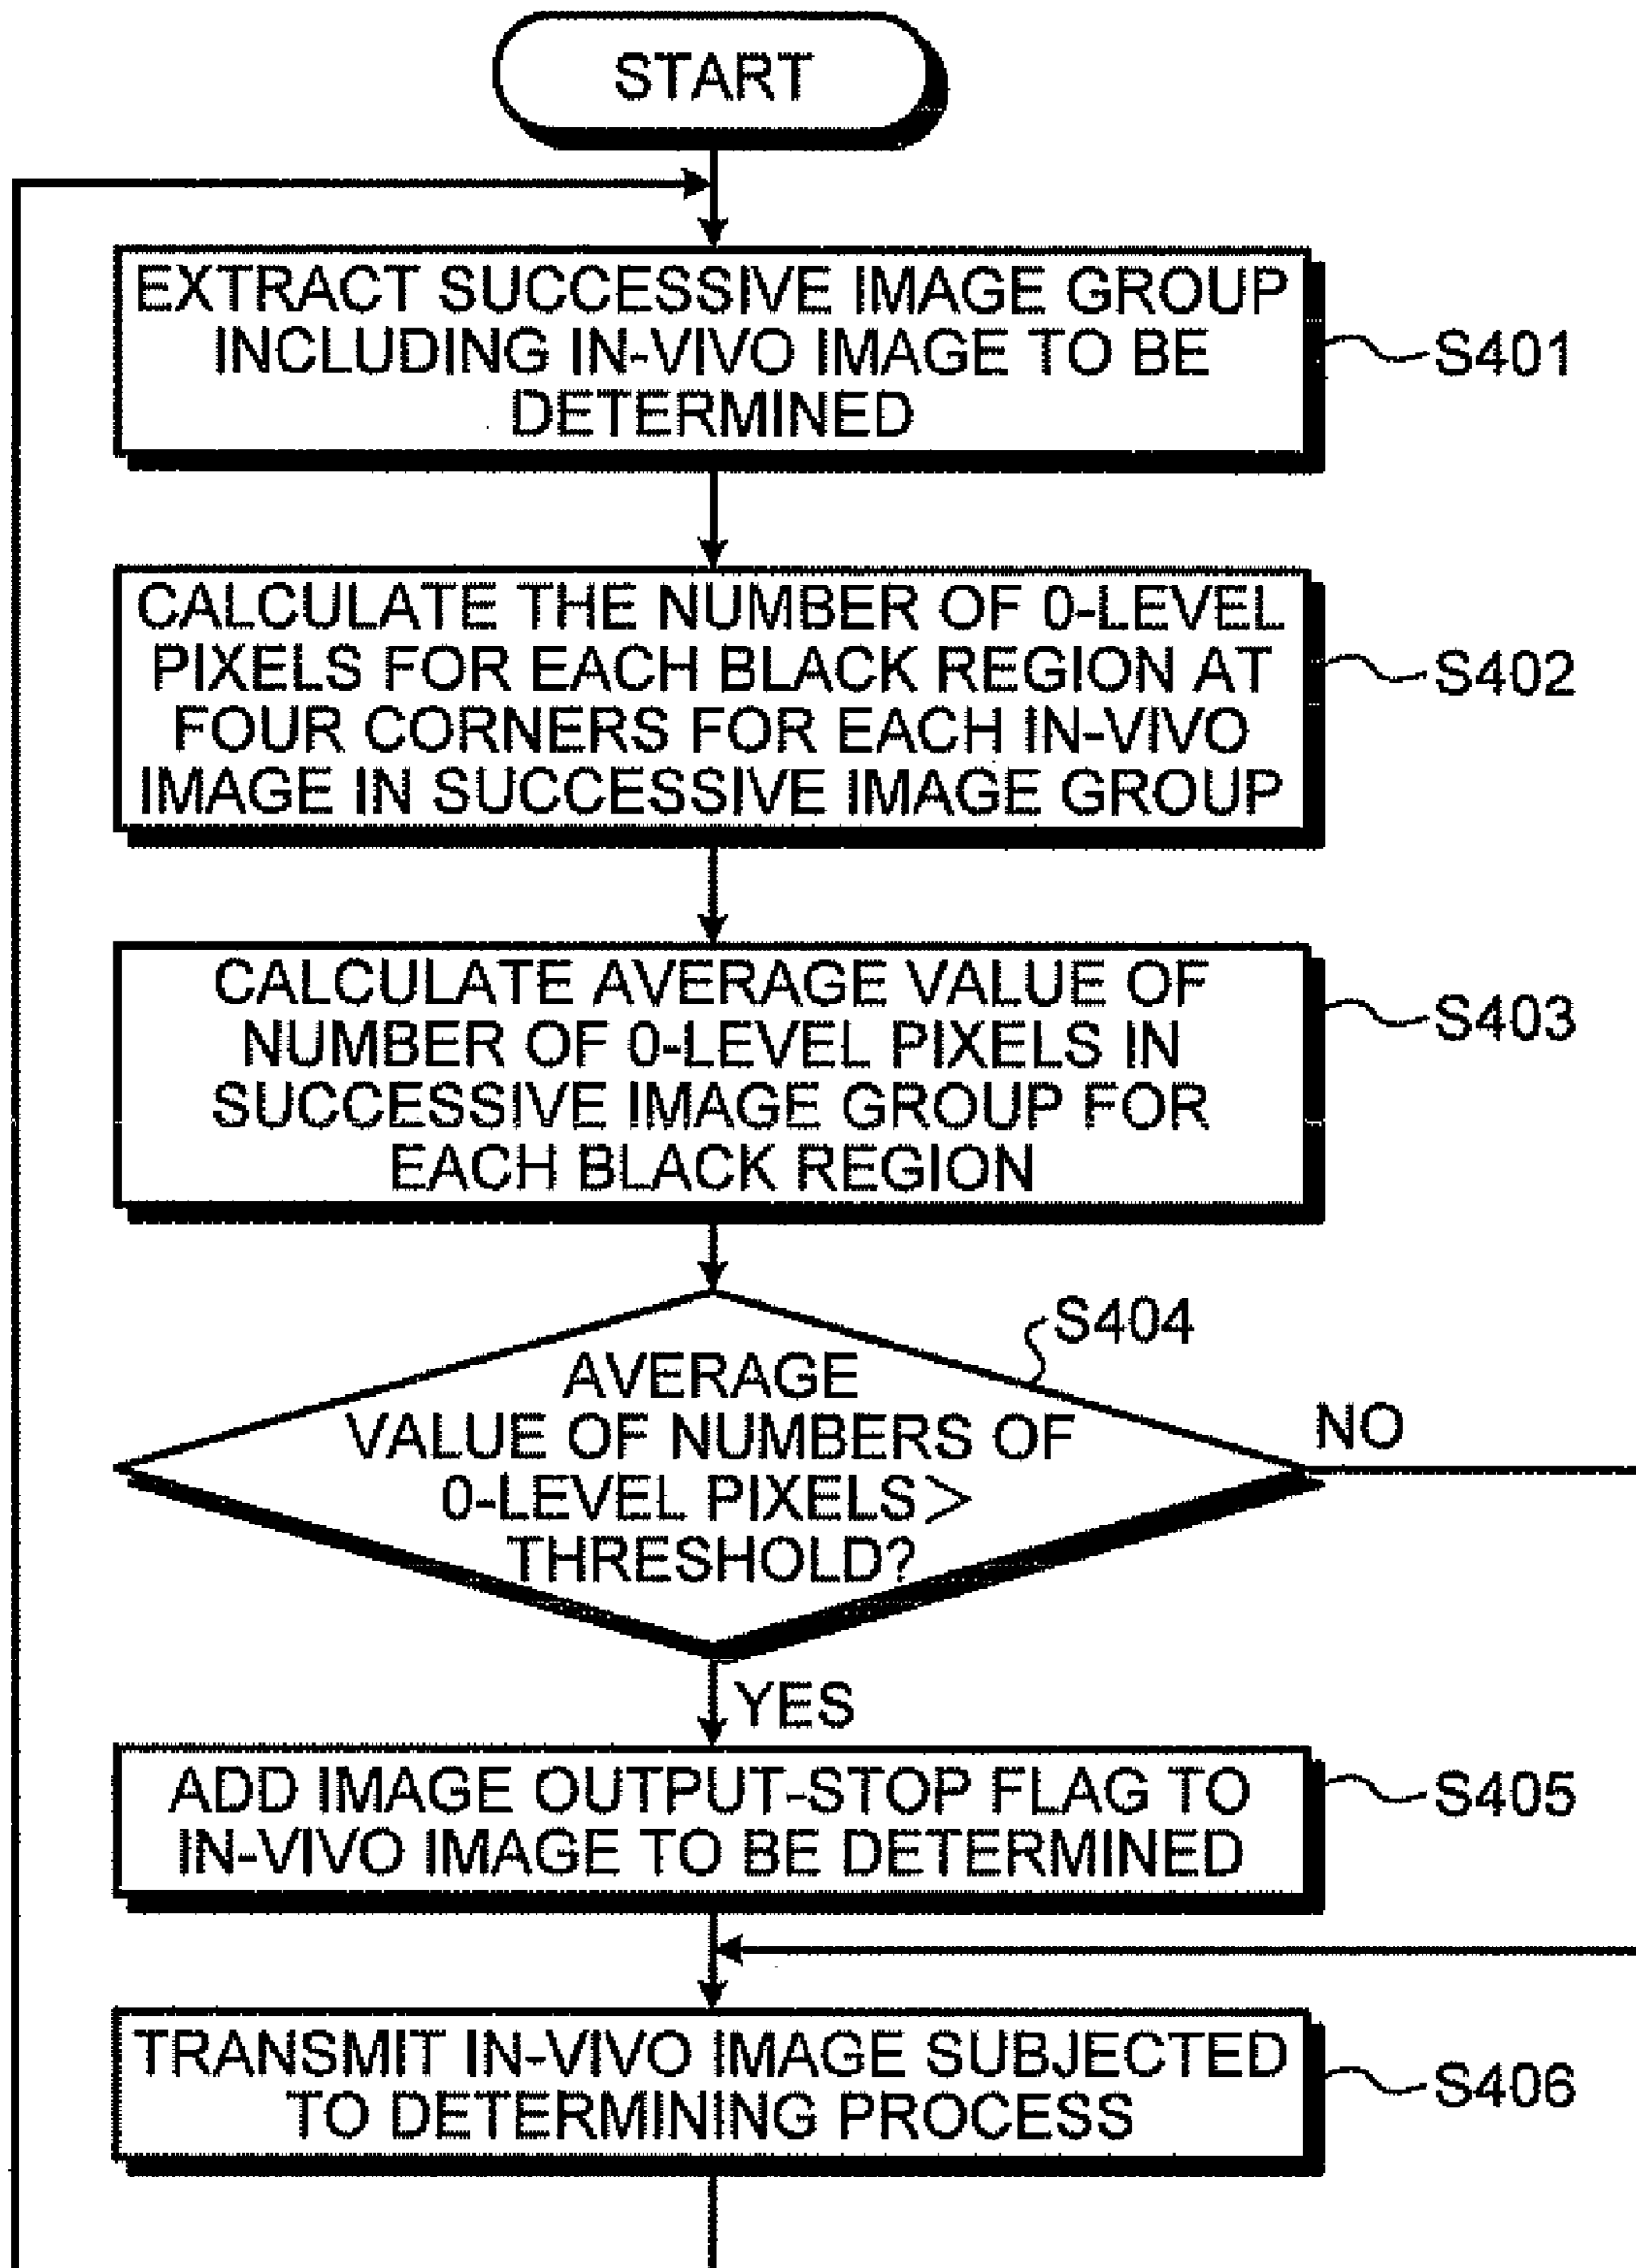 START
EXTRACT SUCCESSIVE IMAGE GROUP
INCLUDING IN-VIVO IMAGE TO BE
DETERMINED
S401
CALCULATE THE NUMBER OF 0-LEVEL
PIXELS FOR EACH BLACK REGION AT
FOUR CORNERS FOR EACH IN-VIVO
IMAGE IN SUCCESSIVE IMAGE GROUP
S402
CALCULATE AVERAGE VALUE OF
NUMBER OF 0-LEVEL PIXELS IN
SUCCESSIVE IMAGE GROUP FOR
EACH BLACK REGION
S403
S404
AVERAGE
VALUE OF NUMBERS OF
0-LEVEL PIXELS>
THRESHOLD?
NO
YES
ADD IMAGE OUTPUT-STOP FLAG TO
IN-VIVO IMAGE TO BE DETERMINED
S405
TRANSMIT IN-VIVO IMAGE SUBJECTED
TO DETERMINING PROCESS
S406